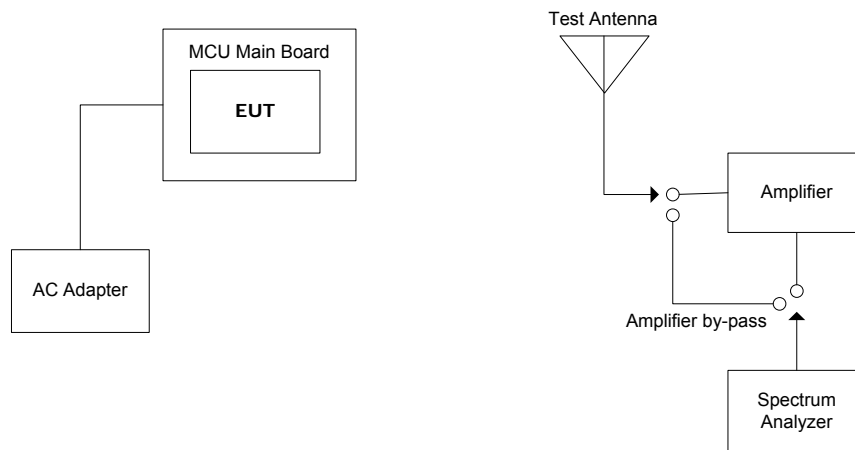 Test Antenna
MCU Main Board
EUT
Amplifier
AC Adapter
Amplifier by-pass
Spectrum
Analyzer